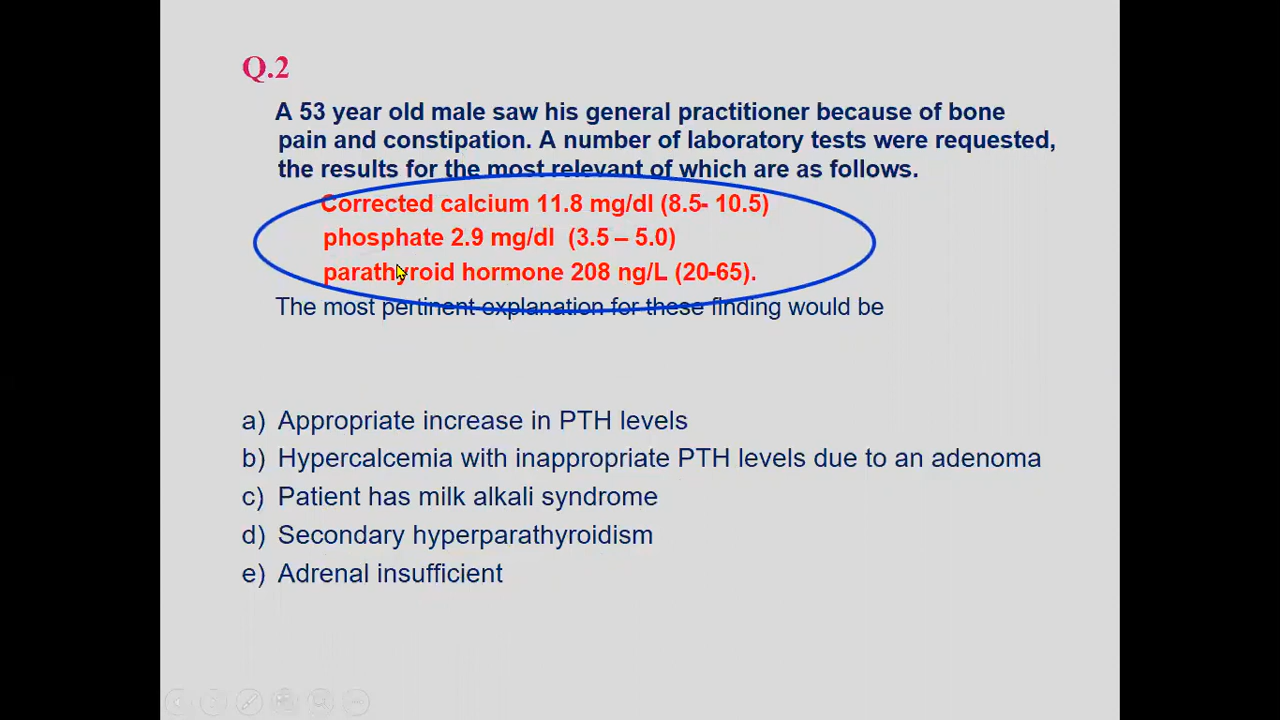 Q.2
A 53 year old male saw his general practitioner because of bone
pain and constipation. A number of laboratory tests were requested,
the results for the most relevant of which are as follows.
Corrected calcium 11.8 mg/dl (8.5- 10.5)
phosphate 2.9 mg/dl (3.5 – 5.0)
parathyroid hormone 208 ng/L (20-65).
The most pertinent explanation for these finding would be
a) Appropriate increase in PTH levels
b) Hypercalcemia with inappropriate PTH levels due to an adenoma
c) Patient has milk alkali syndrome
d) Secondary hyperparathyroidism
e) Adrenal insufficient